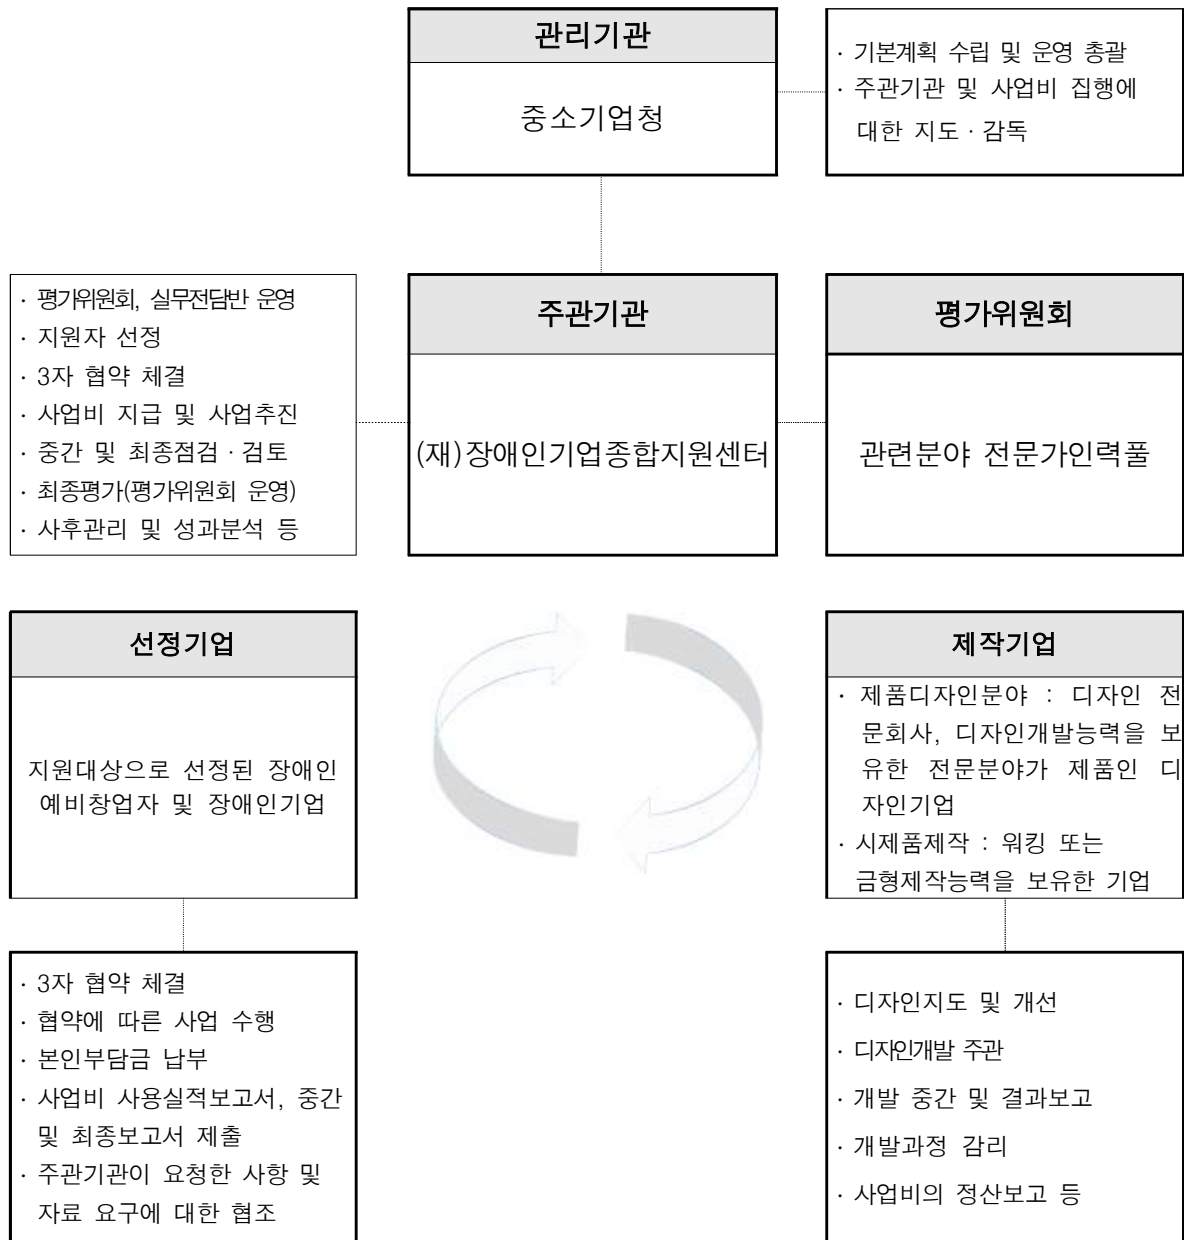 관리기관
중소기업청
· 기본계획 수립 및 운영 총괄
· 주관기관 및 사업비 집행에
대한 지도 · 감독
· 평가위원회, 실무전담반 운영
· 지원자 선정
· 3자 협약 체결
· 사업비 지급 및 사업추진
· 중간 및 최종점검 · 검토
· 최종평가(평가위원회 운영)
· 사후관리 및 성과분석 등
주관기관
(재)장애인기업종합지원센터
평가위원회
관련분야 전문가인력풀
선정기업
지원대상으로 선정된 장애인
예비창업자 및 장애인기업
제작기업
· 제품디자인분야 : 디자인 전
문회사, 디자인개발능력을 보
유한 전문분야가 제품인 디
자인기업
· 시제품제작 : 워킹 또는
금형제작능력을 보유한 기업
· 3자 협약 체결
· 협약에 따른 사업 수행
· 본인부담금 납부
· 사업비 사용실적보고서, 중간
및 최종보고서 제출
· 주관기관이 요청한 사항 및
자료 요구에 대한 협조
· 디자인지도 및 개선
· 디자인개발 주관
· 개발 중간 및 결과보고
· 개발과정 감리
· 사업비의 정산보고 등